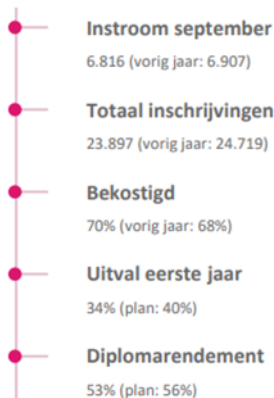 Instroom september
6.816 (vorig jaar: 6.907)
Totaal inschrijvingen
23.897 (vorig jaar: 24.719)
Bekostigd
70% (vorig jaar: 68%)
Uitval eerste jaar
34% (plan: 40%)
Diplomarendement
53% (plan: 56%)